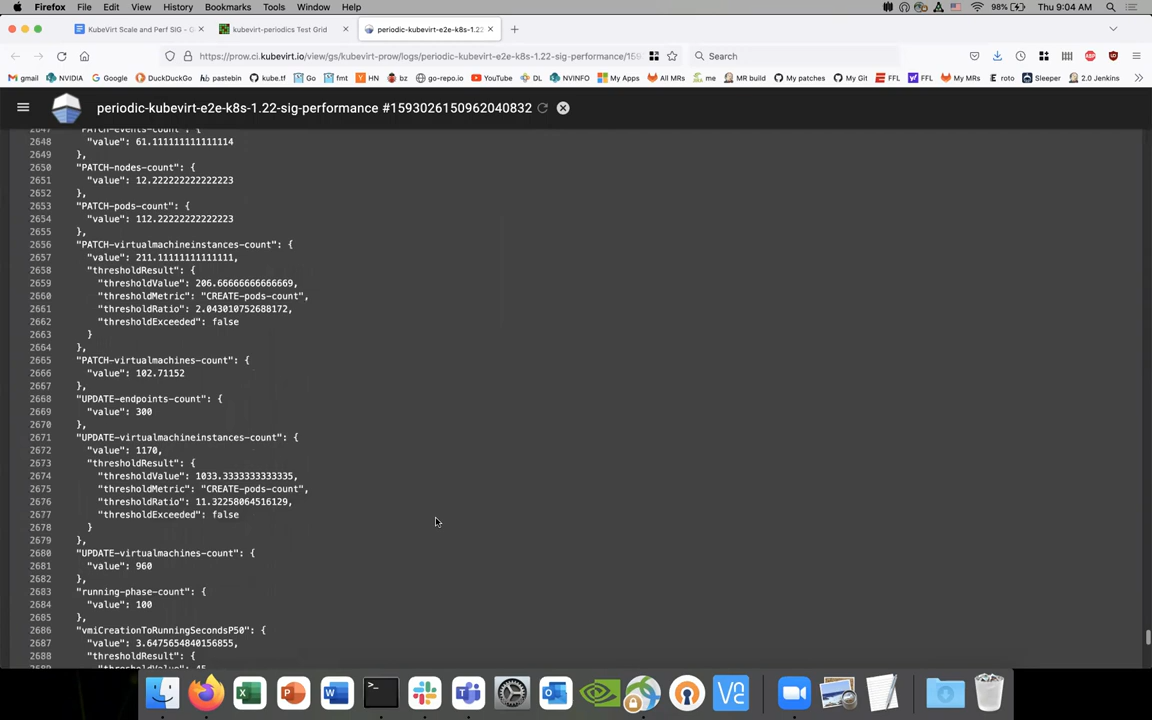 Firefox File Edit View History Bookmarks Tools Window Help 98% Thu 9:04 AM
KubeVirt Scale and Perf SIG - G
kubevirt-periodics Test Grid
periodic-kubevirt-e2e-k8s-1.22
https://prow.ci.kubevirt.io/view/gs/kubevirt-prow/logs/periodic-kubevirt-e2e-k8s-1.22-sig-performance/159
Search
gmail NVIDIA Google DuckDuckGo pastebin kube.tf Go fmt HN bz go-repo.io YouTube DL NVINFO My Apps All MRs MR build My patches My Git FFL My MRs roto Sleeper 2.0 Jenkins
periodic-kubevirt-e2e-k8s-1.22-sig-performance #1593026150962040832
2647 "PATCH-events-count": {
2648 "value": 61.111111111111114
2649 },
2650 "PATCH-nodes-count": {
2651 "value": 12.222222222222223
2652 },
2653 "PATCH-pods-count": {
2654 "value": 112.22222222222223
2655 },
2656 "PATCH-virtualmachineinstances-count": {
2657 "value": 211.11111111111111,
2658 "thresholdResult": {
2659 "thresholdValue": 206.66666666666669,
2660 "thresholdMetric": "CREATE-pods-count",
2661 "thresholdRatio": 2.043010752688172,
2662 "thresholdExceeded": false
2663 }
2664 },
2665 "PATCH-virtualmachines-count": {
2666 "value": 102.71152
2667 },
2668 "UPDATE-endpoints-count": {
2669 "value": 300
2670 },
2671 "UPDATE-virtualmachineinstances-count": {
2672 "value": 1170,
2673 "thresholdResult": {
2674 "thresholdValue": 1033.3333333333335,
2675 "thresholdMetric": "CREATE-pods-count",
2676 "thresholdRatio": 11.32258064516129,
2677 "thresholdExceeded": false
2678 }
2679 },
2680 "UPDATE-virtualmachines-count": {
2681 "value": 960
2682 },
2683 "running-phase-count": {
2684 "value": 100
2685 },
2686 "vmiCreationToRunningSecondsP50": {
2687 "value": 3.6475654840156855,
2688 "thresholdResult": {
2689 "thresholdValue": 45